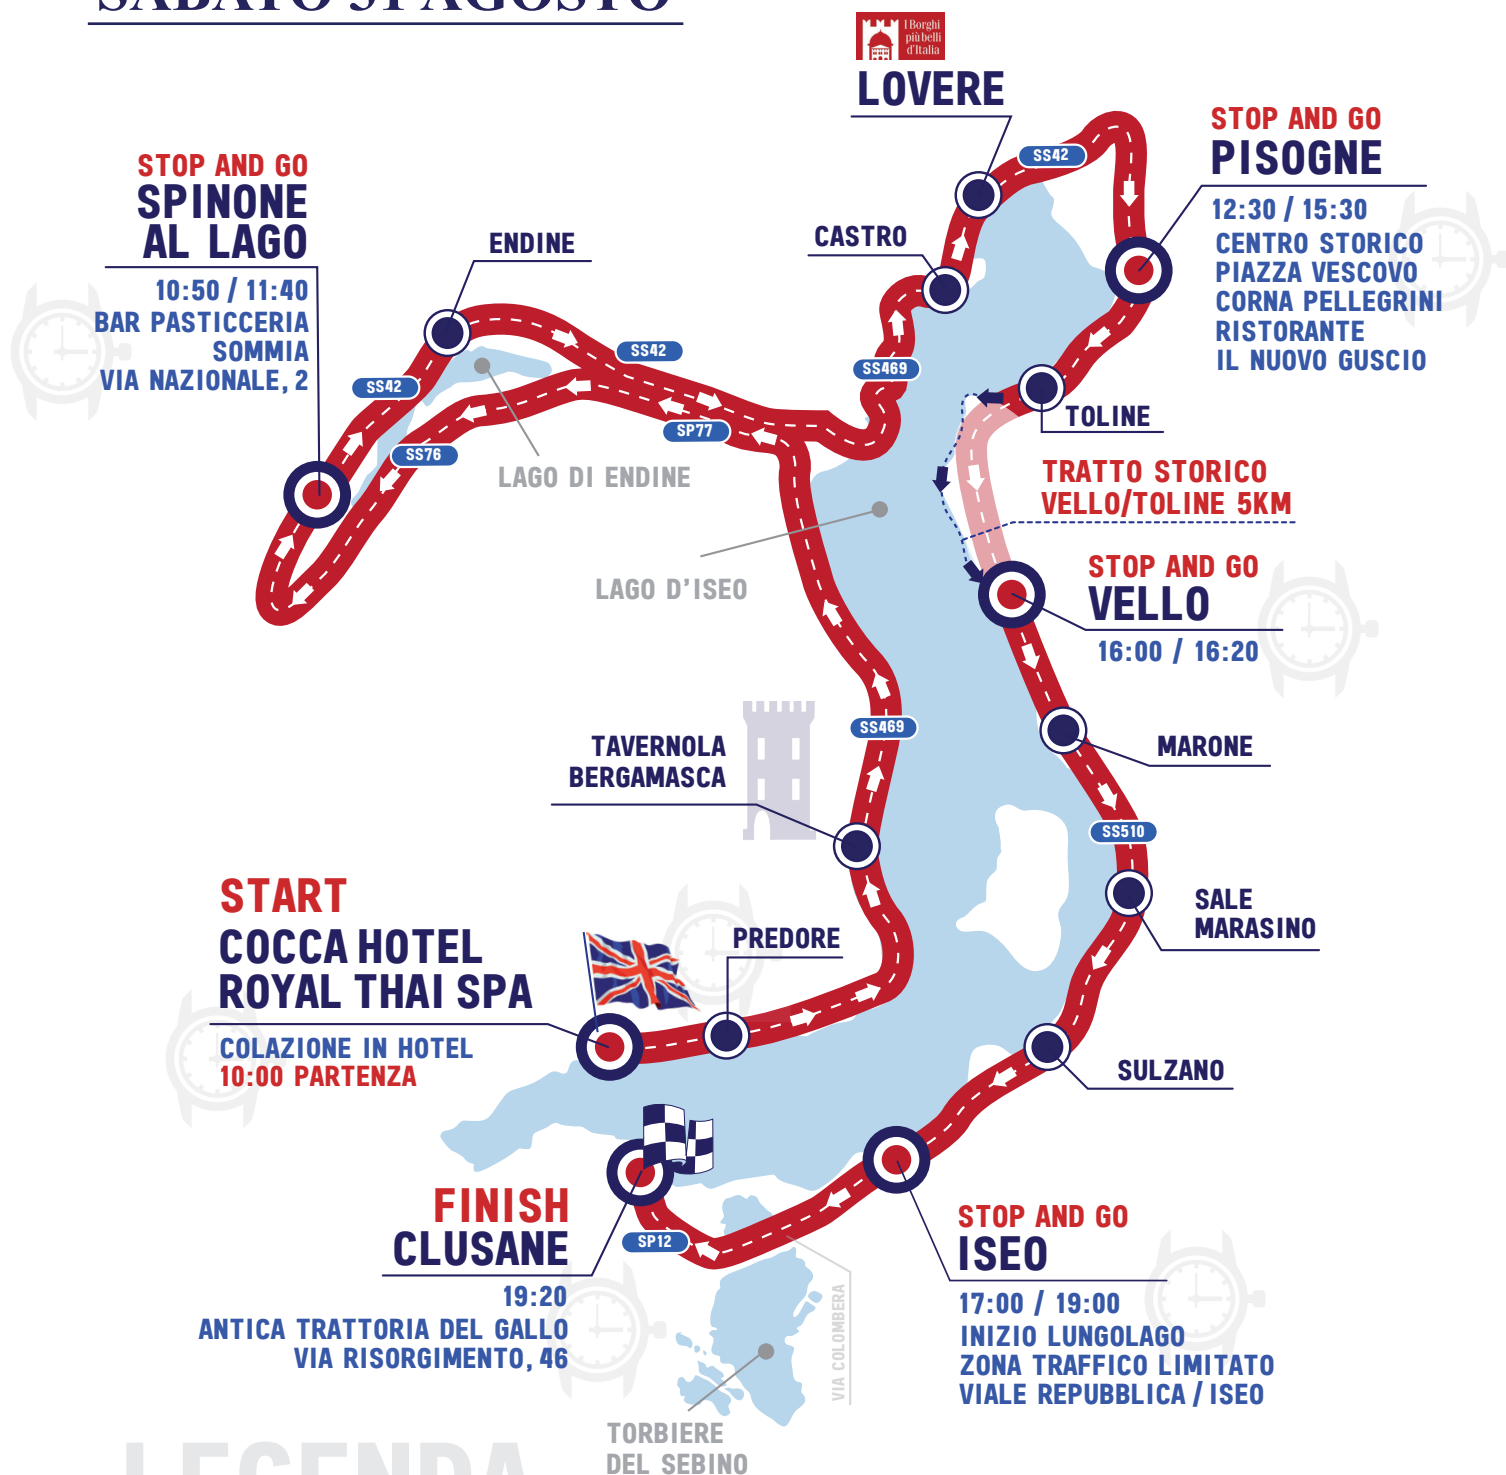 SABATO 31 AGOSTO
I Borghi
più belli
d'Italia
LOVERE
STOP AND GO
PISOGNE
12:30 / 15:30
CENTRO STORICO
PIAZZA VESCOVO
CORNA PELLEGRINI
RISTORANTE
IL NUOVO GUSCIO
STOP AND GO
SPINONE
AL LAGO
10:50 / 11:40
BAR PASTICCERIA
SOMMIA
VIA NAZIONALE, 2
ENDINE
CASTRO
SS42
SS42
SS42
SS469
SP77
SS76
TOLINE
LAGO DI ENDINE
TRATTO STORICO
VELLO/TOLINE 5KM
LAGO D'ISEO
STOP AND GO
VELLO
16:00 / 16:20
SS469
TAVERNOLA
BERGAMASCA
MARONE
SS510
SALE
MARASINO
START
COCCA HOTEL
ROYAL THAI SPA
COLAZIONE IN HOTEL
10:00 PARTENZA
PREDORE
SULZANO
FINISH
CLUSANE
19:20
ANTICA TRATTORIA DEL GALLO
VIA RISORGIMENTO, 46
SP12
STOP AND GO
ISEO
17:00 / 19:00
INIZIO LUNGOLAGO
ZONA TRAFFICO LIMITATO
VIALE REPUBBLICA / ISEO
VIA COLOMBERA
TORBIERE
DEL SEBINO
LEGENDA